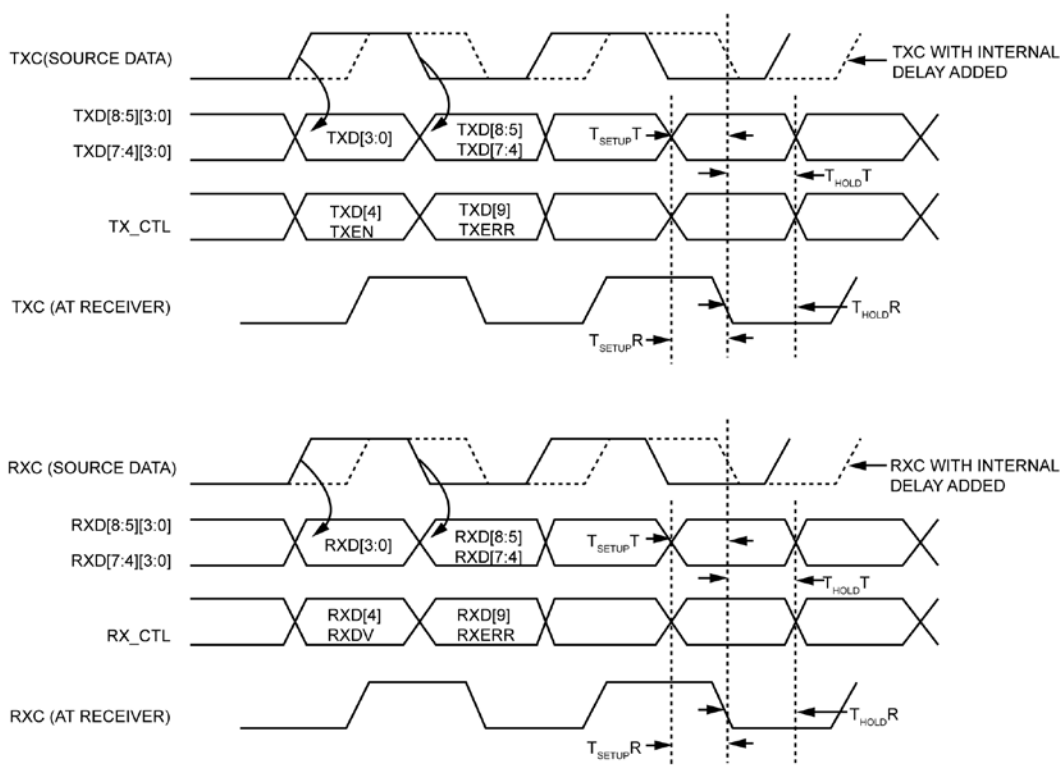 TXC(SOURCE DATA)
TXC WITH INTERNAL
DELAY ADDED
TXD[8:5][3:0]
TXD[7:4][3:0]
TXD[3:0]
TXD[8:5]
TXD[7:4]
TSETUPT
THOLDT
TX_CTL
TXD[4]
TXEN
TXD[9]
TXERR
TXC (AT RECEIVER)
THOLDR
TSETUPR
RXC (SOURCE DATA)
RXC WITH INTERNAL
DELAY ADDED
RXD[8:5][3:0]
RXD[7:4][3:0]
RXD[3:0]
RXD[8:5]
RXD[7:4]
TSETUPT
THOLDT
RX_CTL
RXD[4]
RXDV
RXD[9]
RXERR
RXC (AT RECEIVER)
THOLDR
TSETUPR